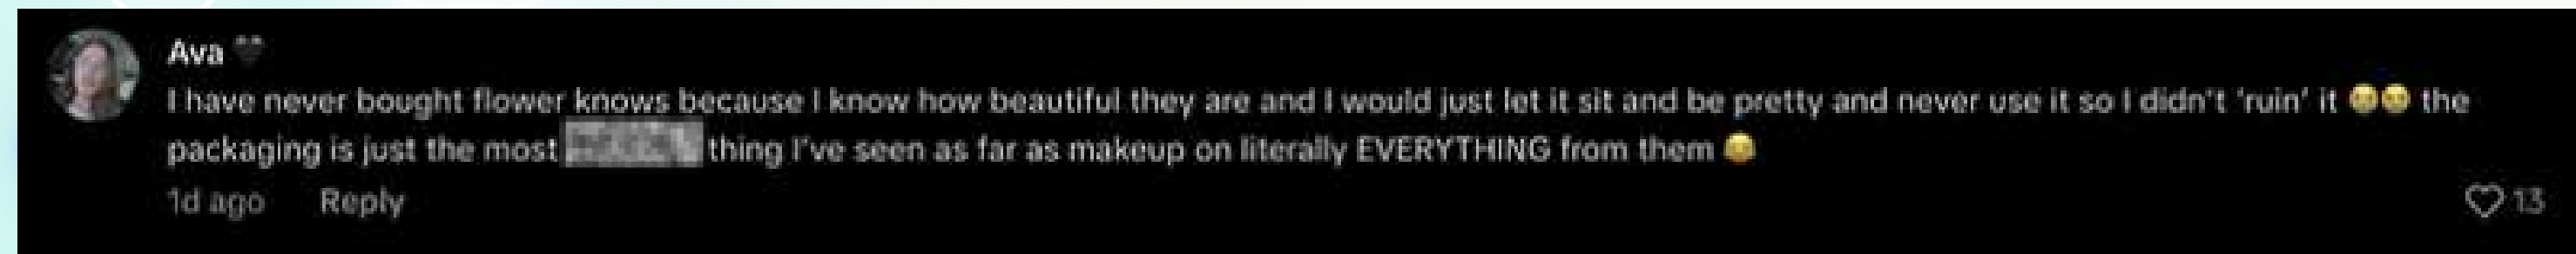 Ava 🖤
I have never bought flower knows because I know how beautiful they are and I would just let it sit and be pretty and never use it so I didn't 'ruin' it 🥹🥹 the
packaging is just the most thing I've seen as far as makeup on literally EVERYTHING from them 😭
1d ago Reply
13